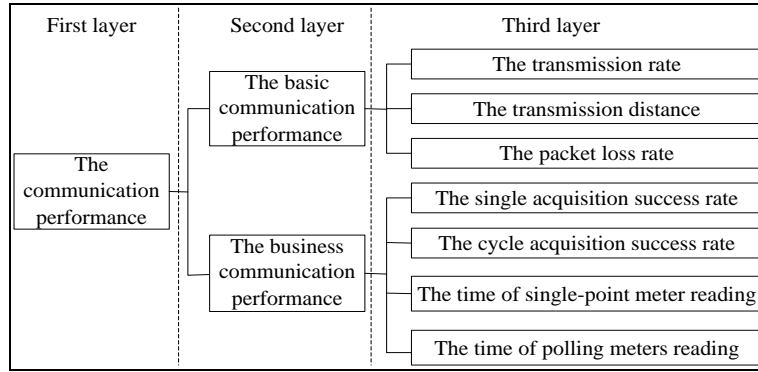 First layer
Second layer
Third layer
The
communication
performance
The basic
communication
performance
The business
communication
performance
The transmission rate
The transmission distance
The packet loss rate
The single acquisition success rate
The cycle acquisition success rate
The time of single-point meter reading
The time of polling meters reading